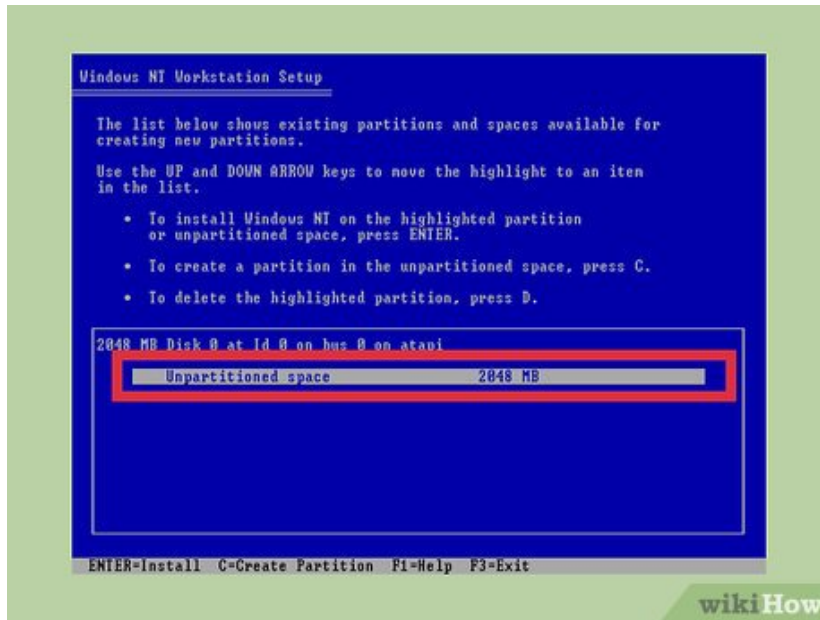 Windows NT Workstation Setup
The list below shows existing partitions and spaces available for
creating new partitions.
Use the UP and DOWN ARROW keys to move the highlight to an item
in the list.
• To install Windows NT on the highlighted partition
or unpartitioned space, press ENTER.
• To create a partition in the unpartitioned space, press C.
• To delete the highlighted partition, press D.
2048 MB Disk 0 at Id 0 on bus 0 on atapi
Unpartitioned space 2048 MB
ENTER=Install C=Create Partition F1=Help F3=Exit
wikiHow